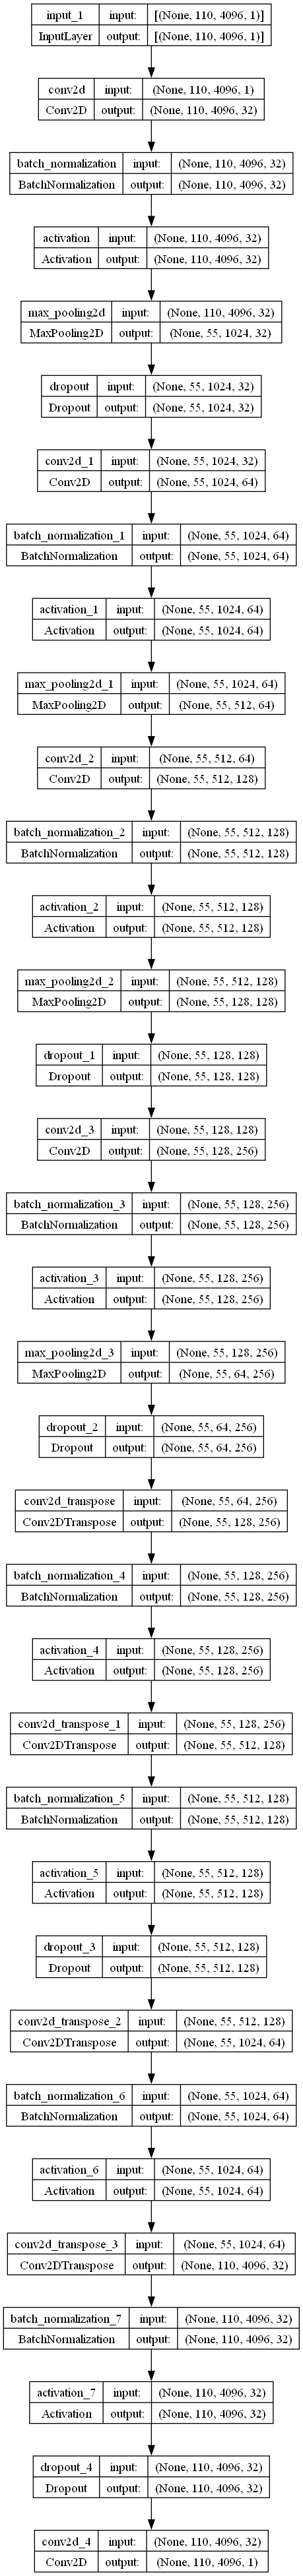 input_1 input: [(None, 110, 4096, 1)]
InputLayer output: [(None, 110, 4096, 1)]
conv2d input: (None, 110, 4096, 1)
Conv2D output: (None, 110, 4096, 32)
batch_normalization input: (None, 110, 4096, 32)
BatchNormalization output: (None, 110, 4096, 32)
activation input: (None, 110, 4096, 32)
Activation output: (None, 110, 4096, 32)
max_pooling2d input: (None, 110, 4096, 32)
MaxPooling2D output: (None, 55, 1024, 32)
dropout input: (None, 55, 1024, 32)
Dropout output: (None, 55, 1024, 32)
conv2d_1 input: (None, 55, 1024, 32)
Conv2D output: (None, 55, 1024, 64)
batch_normalization_1 input: (None, 55, 1024, 64)
BatchNormalization output: (None, 55, 1024, 64)
activation_1 input: (None, 55, 1024, 64)
Activation output: (None, 55, 1024, 64)
max_pooling2d_1 input: (None, 55, 1024, 64)
MaxPooling2D output: (None, 55, 512, 64)
conv2d_2 input: (None, 55, 512, 64)
Conv2D output: (None, 55, 512, 128)
batch_normalization_2 input: (None, 55, 512, 128)
BatchNormalization output: (None, 55, 512, 128)
activation_2 input: (None, 55, 512, 128)
Activation output: (None, 55, 512, 128)
max_pooling2d_2 input: (None, 55, 512, 128)
MaxPooling2D output: (None, 55, 128, 128)
dropout_1 input: (None, 55, 128, 128)
Dropout output: (None, 55, 128, 128)
conv2d_3 input: (None, 55, 128, 128)
Conv2D output: (None, 55, 128, 256)
batch_normalization_3 input: (None, 55, 128, 256)
BatchNormalization output: (None, 55, 128, 256)
activation_3 input: (None, 55, 128, 256)
Activation output: (None, 55, 128, 256)
max_pooling2d_3 input: (None, 55, 128, 256)
MaxPooling2D output: (None, 55, 64, 256)
dropout_2 input: (None, 55, 64, 256)
Dropout output: (None, 55, 64, 256)
conv2d_transpose input: (None, 55, 64, 256)
Conv2DTranspose output: (None, 55, 128, 256)
batch_normalization_4 input: (None, 55, 128, 256)
BatchNormalization output: (None, 55, 128, 256)
activation_4 input: (None, 55, 128, 256)
Activation output: (None, 55, 128, 256)
conv2d_transpose_1 input: (None, 55, 128, 256)
Conv2DTranspose output: (None, 55, 512, 128)
batch_normalization_5 input: (None, 55, 512, 128)
BatchNormalization output: (None, 55, 512, 128)
activation_5 input: (None, 55, 512, 128)
Activation output: (None, 55, 512, 128)
dropout_3 input: (None, 55, 512, 128)
Dropout output: (None, 55, 512, 128)
conv2d_transpose_2 input: (None, 55, 512, 128)
Conv2DTranspose output: (None, 55, 1024, 64)
batch_normalization_6 input: (None, 55, 1024, 64)
BatchNormalization output: (None, 55, 1024, 64)
activation_6 input: (None, 55, 1024, 64)
Activation output: (None, 55, 1024, 64)
conv2d_transpose_3 input: (None, 55, 1024, 64)
Conv2DTranspose output: (None, 110, 4096, 32)
batch_normalization_7 input: (None, 110, 4096, 32)
BatchNormalization output: (None, 110, 4096, 32)
activation_7 input: (None, 110, 4096, 32)
Activation output: (None, 110, 4096, 32)
dropout_4 input: (None, 110, 4096, 32)
Dropout output: (None, 110, 4096, 32)
conv2d_4 input: (None, 110, 4096, 32)
Conv2D output: (None, 110, 4096, 1)